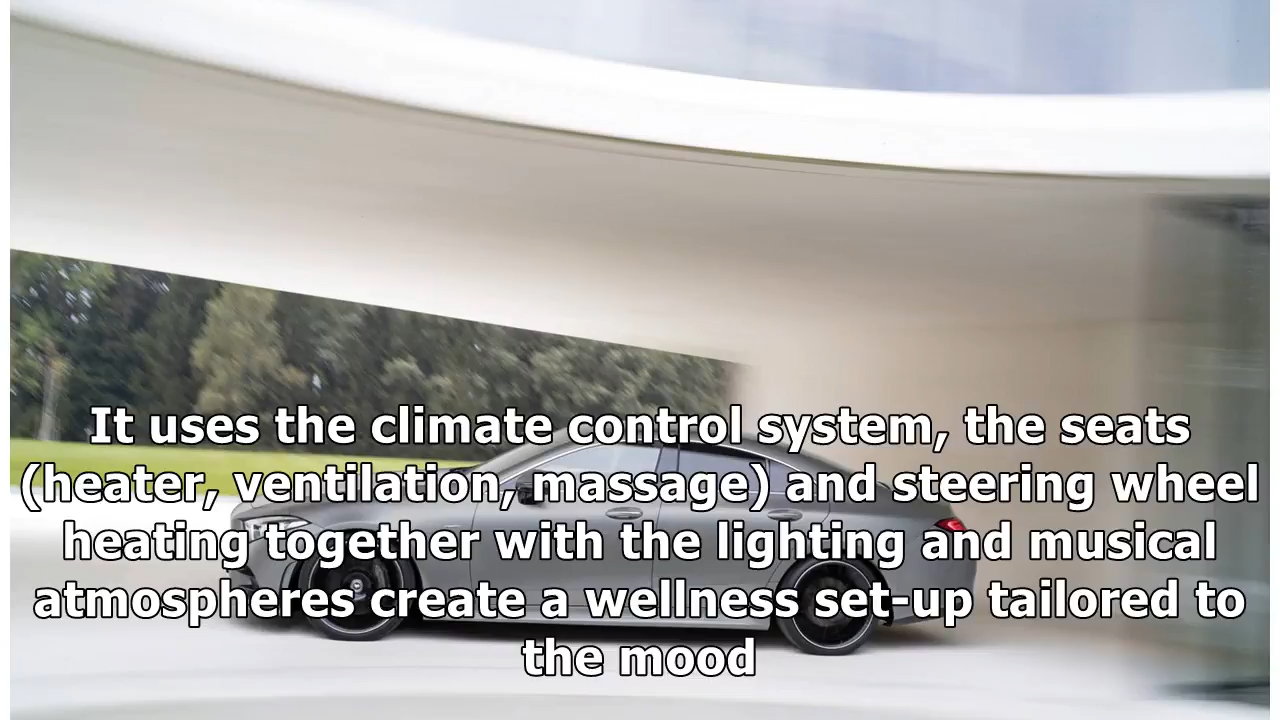 It uses the climate control system, the seats
(heater, ventilation, massage) and steering wheel
heating together with the lighting and musical
atmospheres create a wellness set-up tailored to
the mood